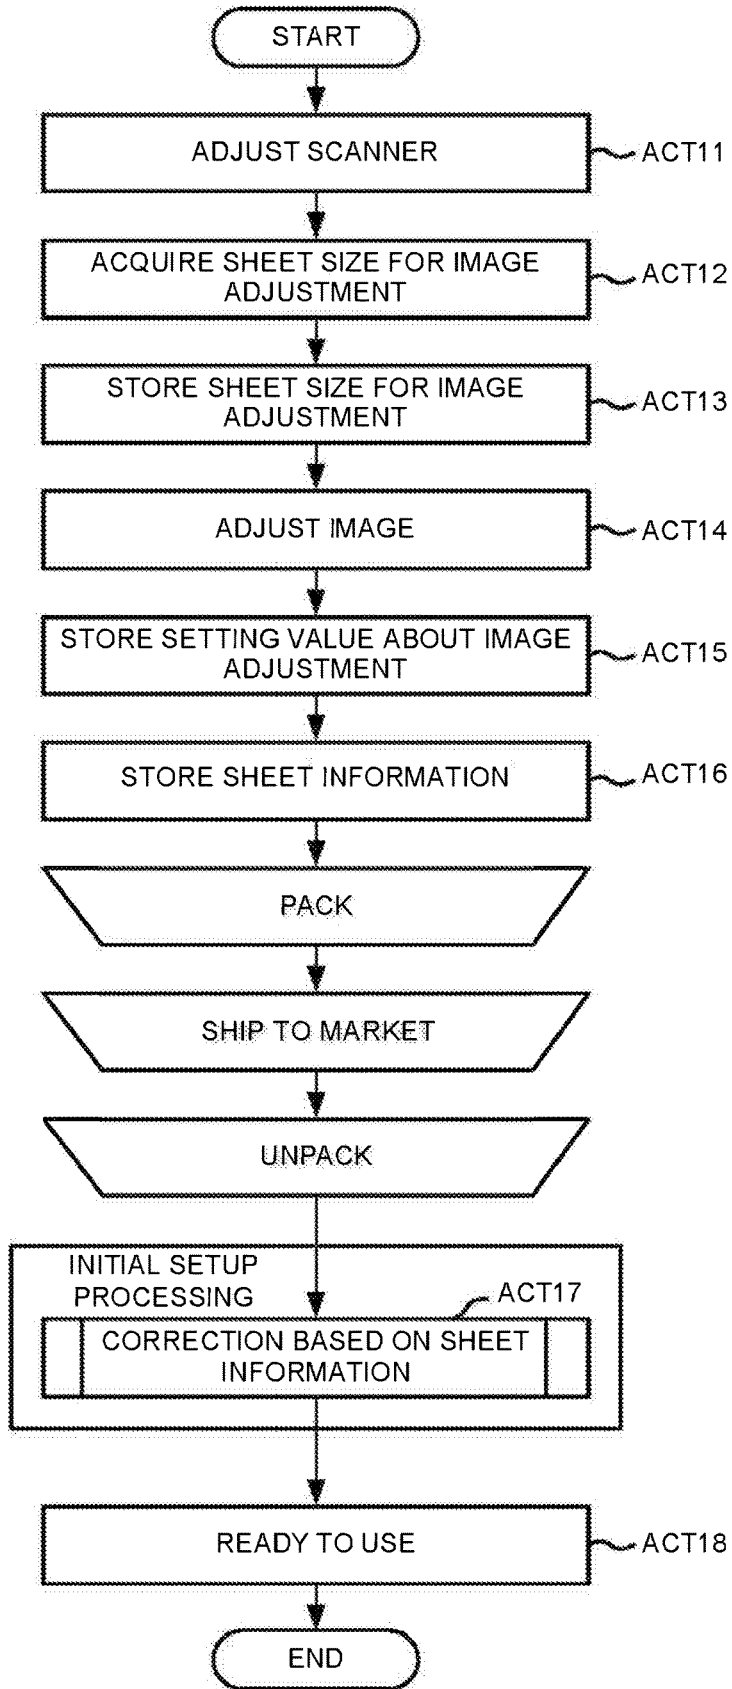 START
ADJUST SCANNER
ACT11
ACQUIRE SHEET SIZE FOR IMAGE
ADJUSTMENT
ACT12
STORE SHEET SIZE FOR IMAGE
ADJUSTMENT
ACT13
ADJUST IMAGE
ACT14
STORE SETTING VALUE ABOUT IMAGE
ADJUSTMENT
ACT15
STORE SHEET INFORMATION
ACT16
PACK
SHIP TO MARKET
UNPACK
INITIAL SETUP
PROCESSING
ACT17
CORRECTION BASED ON SHEET
INFORMATION
READY TO USE
ACT18
END